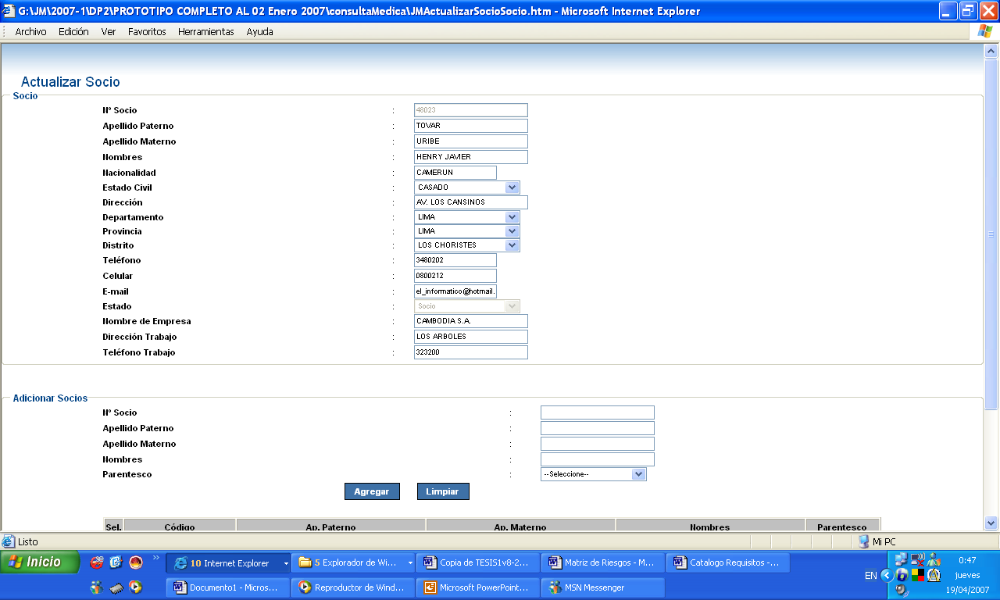 G:\JM\2007-1\DP2\PROTOTIPO COMPLETO AL 02 Enero 2007\consultaMedica\JMActualizarSocioSocio.htm - Microsoft Internet Explorer
Archivo Edición Ver Favoritos Herramientas Ayuda
Actualizar Socio
Socio
Nº Socio : 48023
Apellido Paterno : TOVAR
Apellido Materno : URIBE
Nombres : HENRY JAVIER
Nacionalidad : CAMERUN
Estado Civil : CASADO
Dirección : AV. LOS CANSINOS
Departamento : LIMA
Provincia : LIMA
Distrito : LOS CHORISTES
Teléfono : 3480202
Celular : 0800212
E-mail : el_informatico@hotmail.
Estado : Socio
Nombre de Empresa : CAMBODIA S.A.
Dirección Trabajo : LOS ARBOLES
Teléfono Trabajo : 323200
Adicionar Socios
Nº Socio :
Apellido Paterno :
Apellido Materno :
Nombres :
Parentesco : --Seleccione--
Agregar Limpiar
Sel. Código Ap. Paterno Ap. Materno Nombres Parentesco
Listo Mi PC
Inicio » 10 Internet Explorer 5 Explorador de Wi... Copia de TESIS1v8-2... Matriz de Riesgos - M... Catalogo Requisitos -... 0:47
EN jueves
Documento1 - Micros... Reproductor de Wind... Microsoft PowerPoint... MSN Messenger 19/04/2007